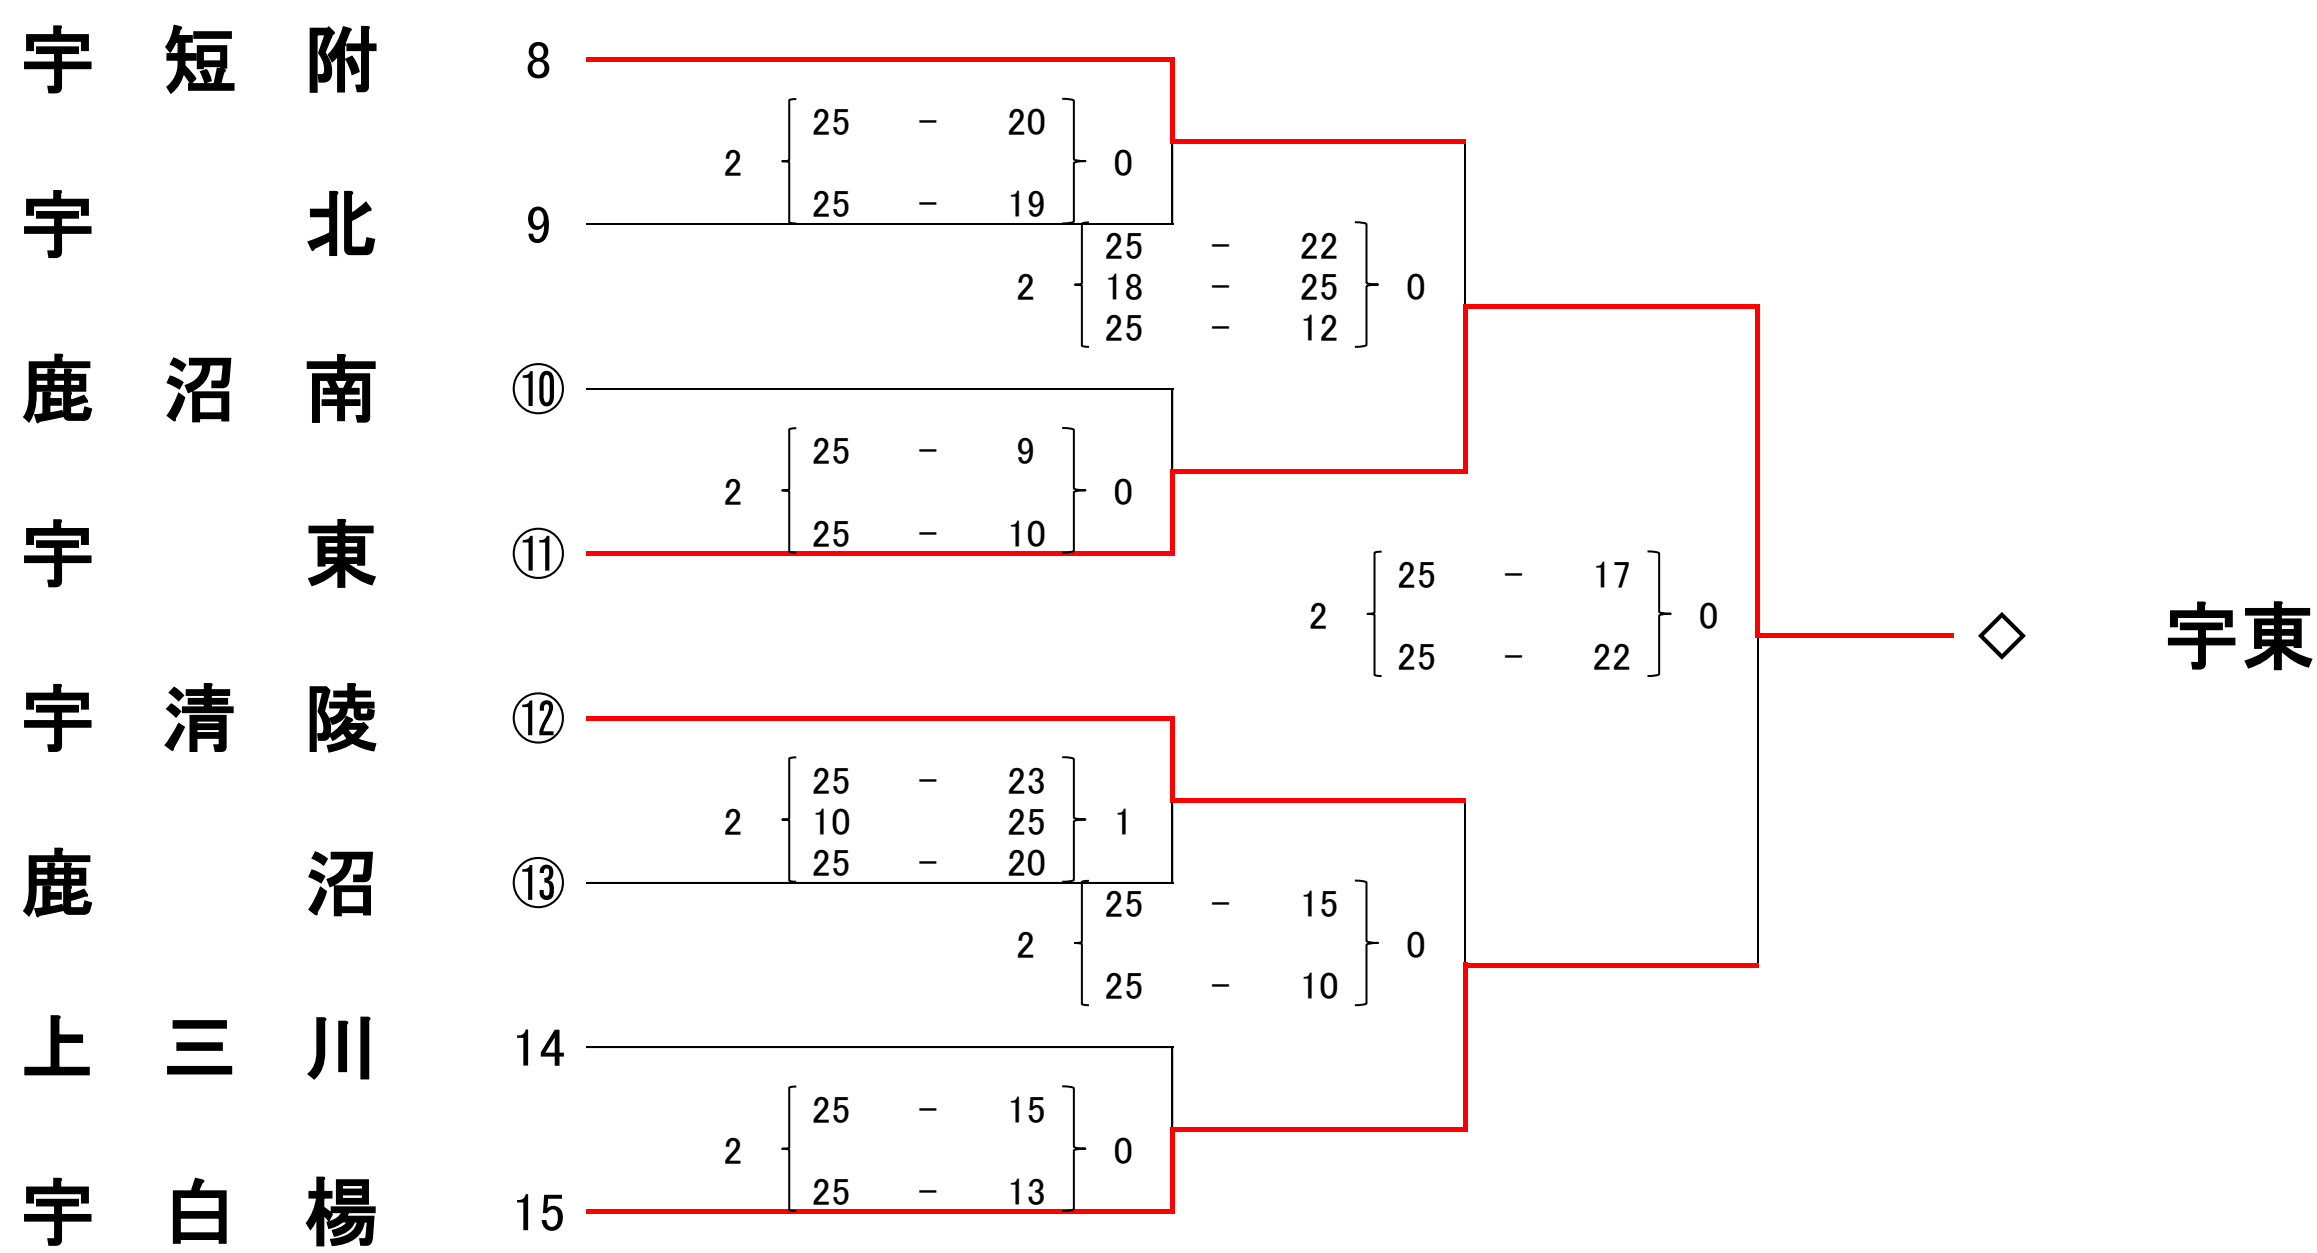 宇短附 8
2 25 - 20 0
25 - 19
宇北 9
25 - 22
2 18 - 25 0
25 - 12
鹿沼南 ⑩
25 - 9
2 0
25 - 10
宇東 ⑪
25 - 17
2 0 ◇ 宇東
25 - 22
宇清陵 ⑫
25 - 23
2 10 25 1
25 - 20
鹿沼 ⑬
25 - 15
2 0
25 - 10
上三川 14
25 - 15
2 0
25 - 13
宇白楊 15